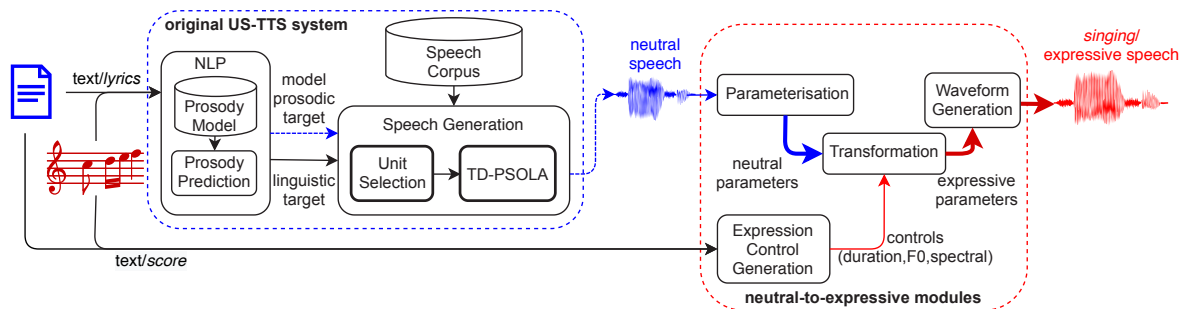 original US-TTS system
text/lyrics
NLP
Prosody
Model
Prosody
Prediction
model
prosodic
target
linguistic
target
Speech
Corpus
Speech Generation
Unit
Selection
TD-PSOLA
neutral
speech
Parameterisation
neutral
parameters
Transformation
Waveform
Generation
expressive
parameters
singing/
expressive speech
text/score
Expression
Control
Generation
controls
(duration,F0,spectral)
neutral-to-expressive modules